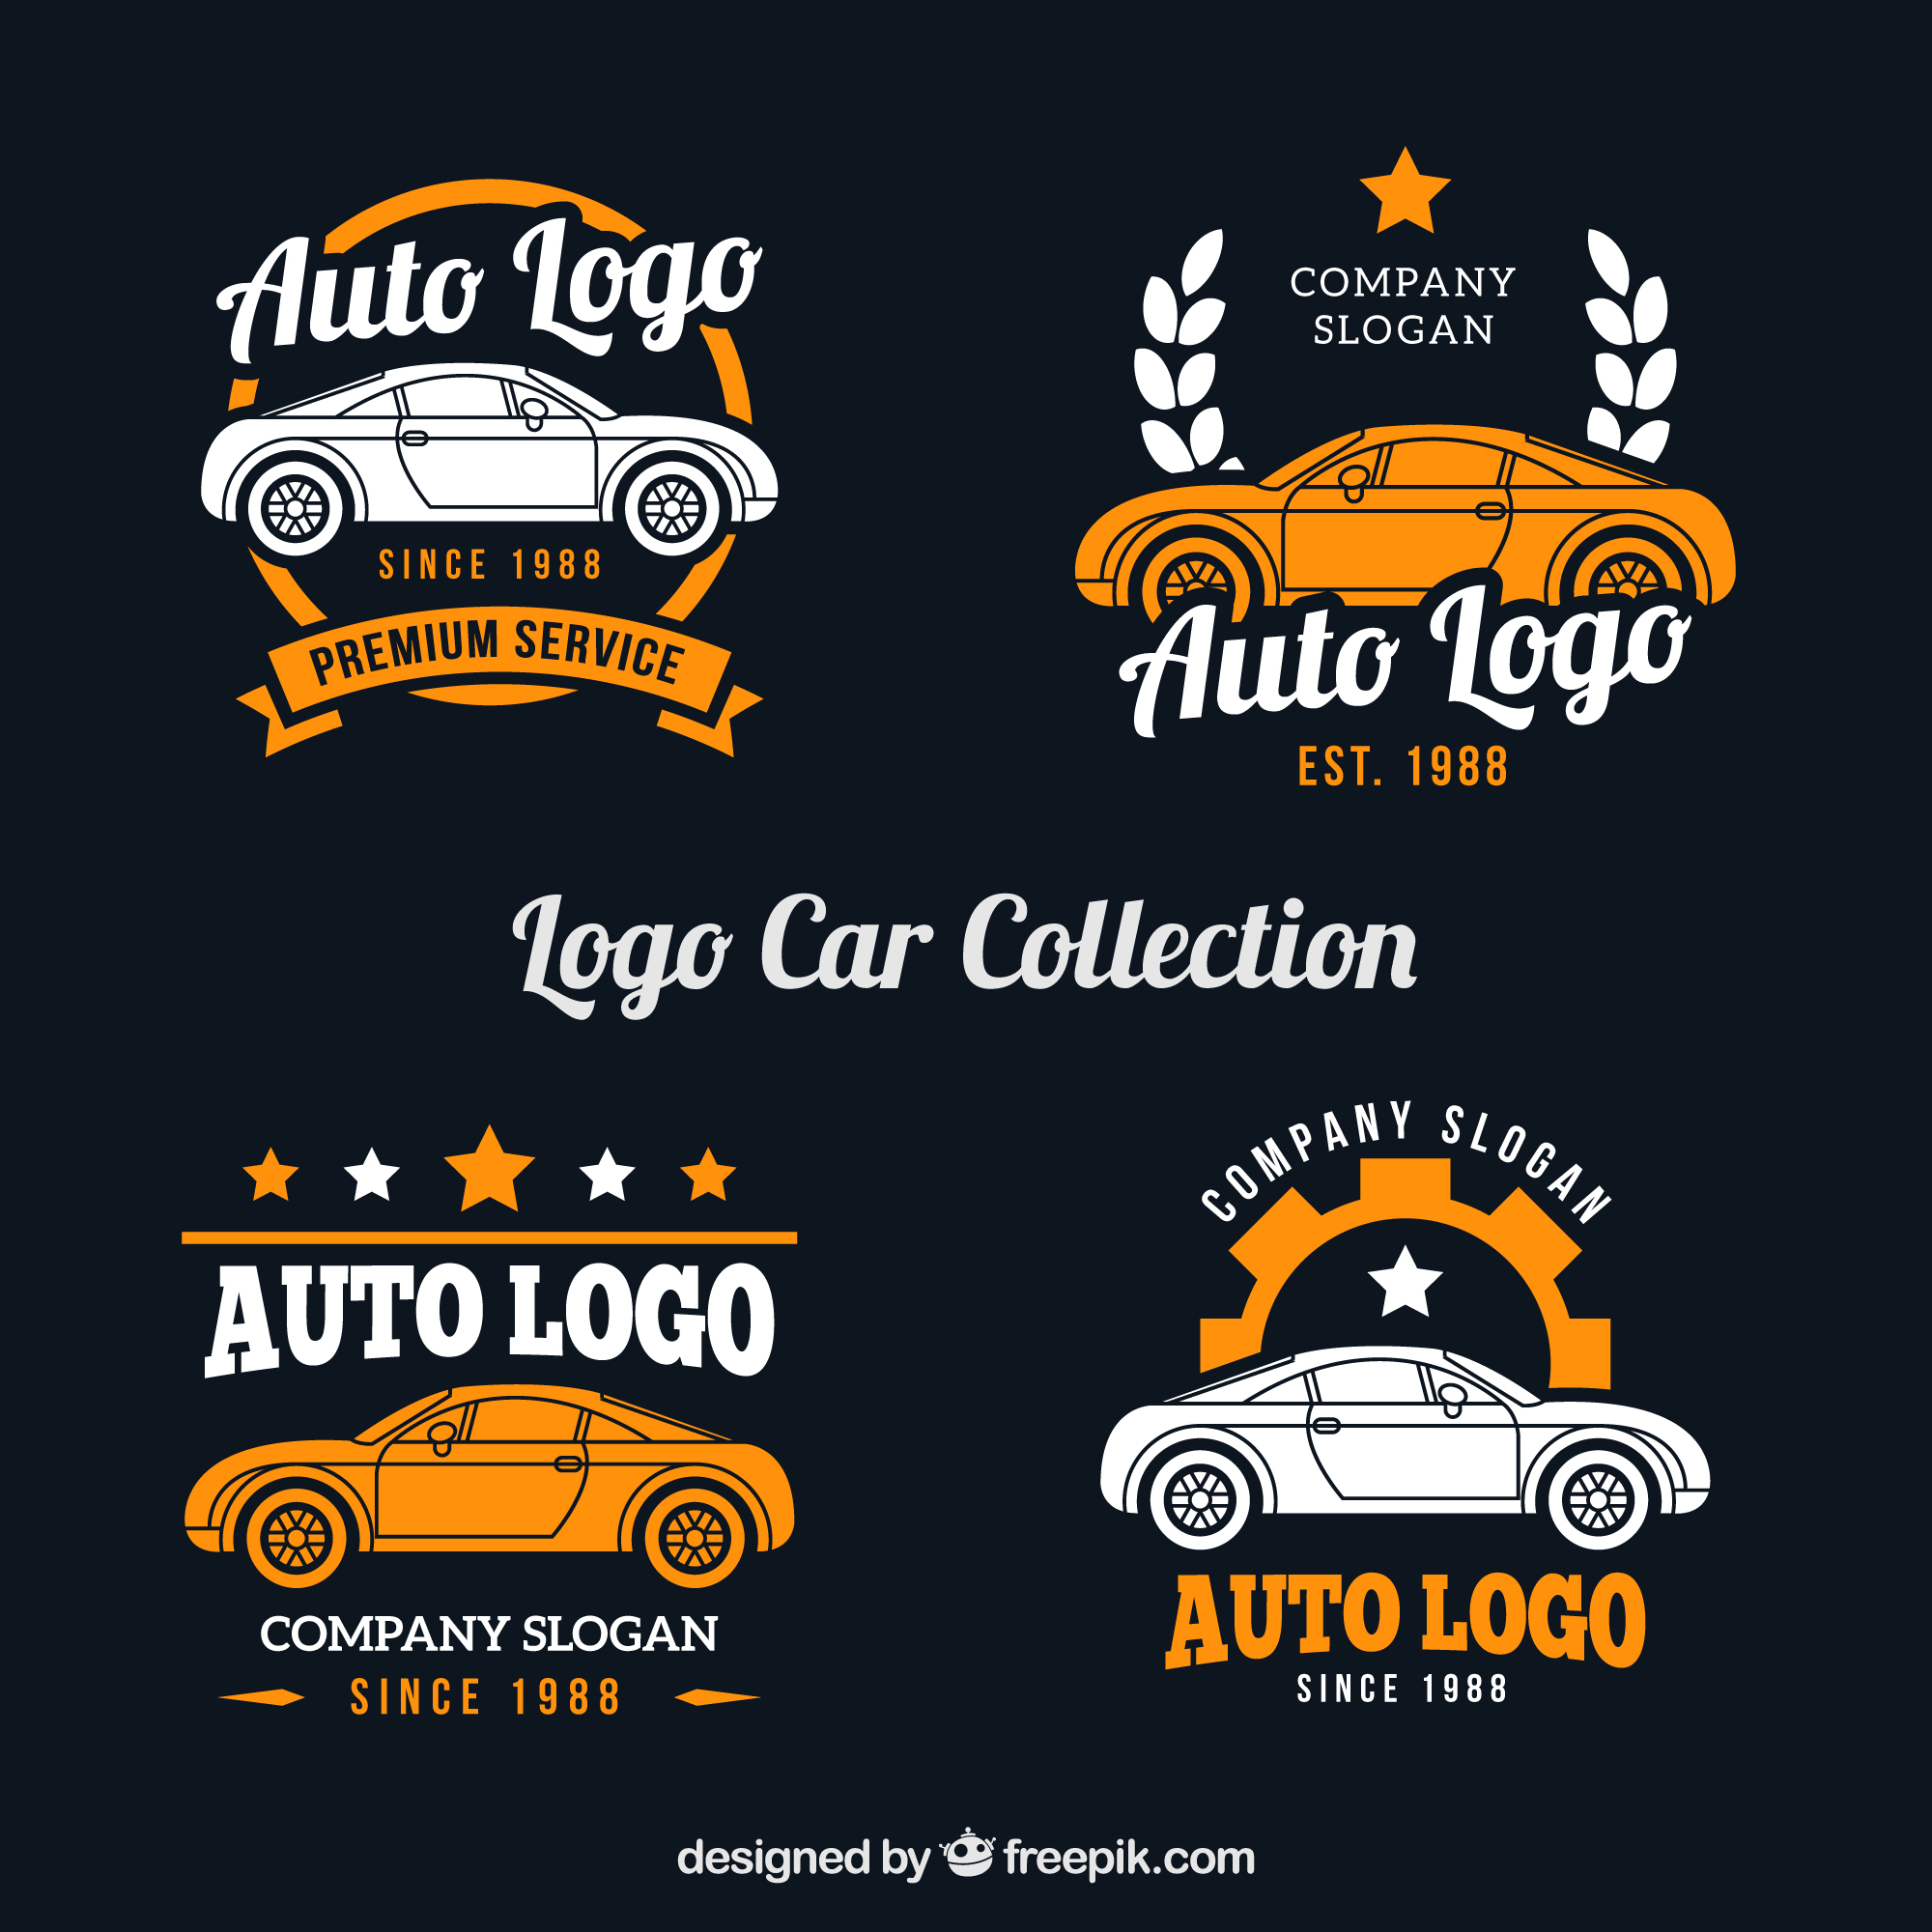 Auto Logo
SINCE 1988
PREMIUM SERVICE
COMPANY
SLOGAN
Auto Logo
EST. 1988
Logo Car Collection
AUTO LOGO
COMPANY SLOGAN
SINCE 1988
COMPANY SLOGAN
AUTO LOGO
SINCE 1988
designed by freepik.com